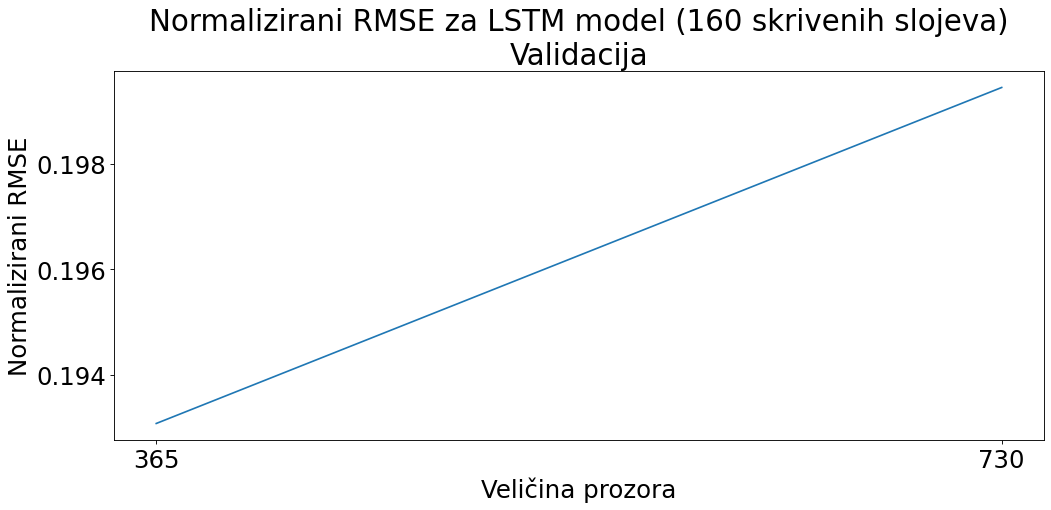 Normalizirani RMSE za LSTM model (160 skrivenih slojeva)
Validacija
Normalizirani RMSE
0.198
0.196
0.194
365
730
Veličina prozora